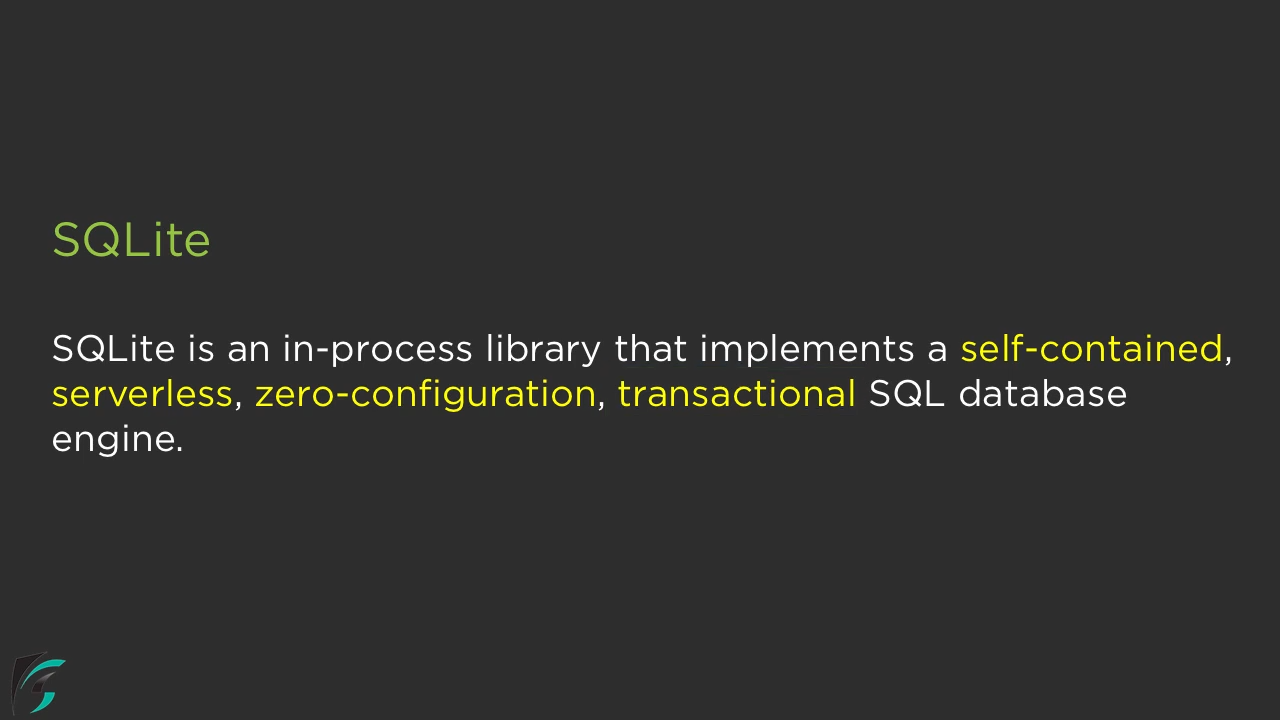 SQLite
SQLite is an in-process library that implements a self-contained,
serverless, zero-configuration, transactional SQL database
engine.